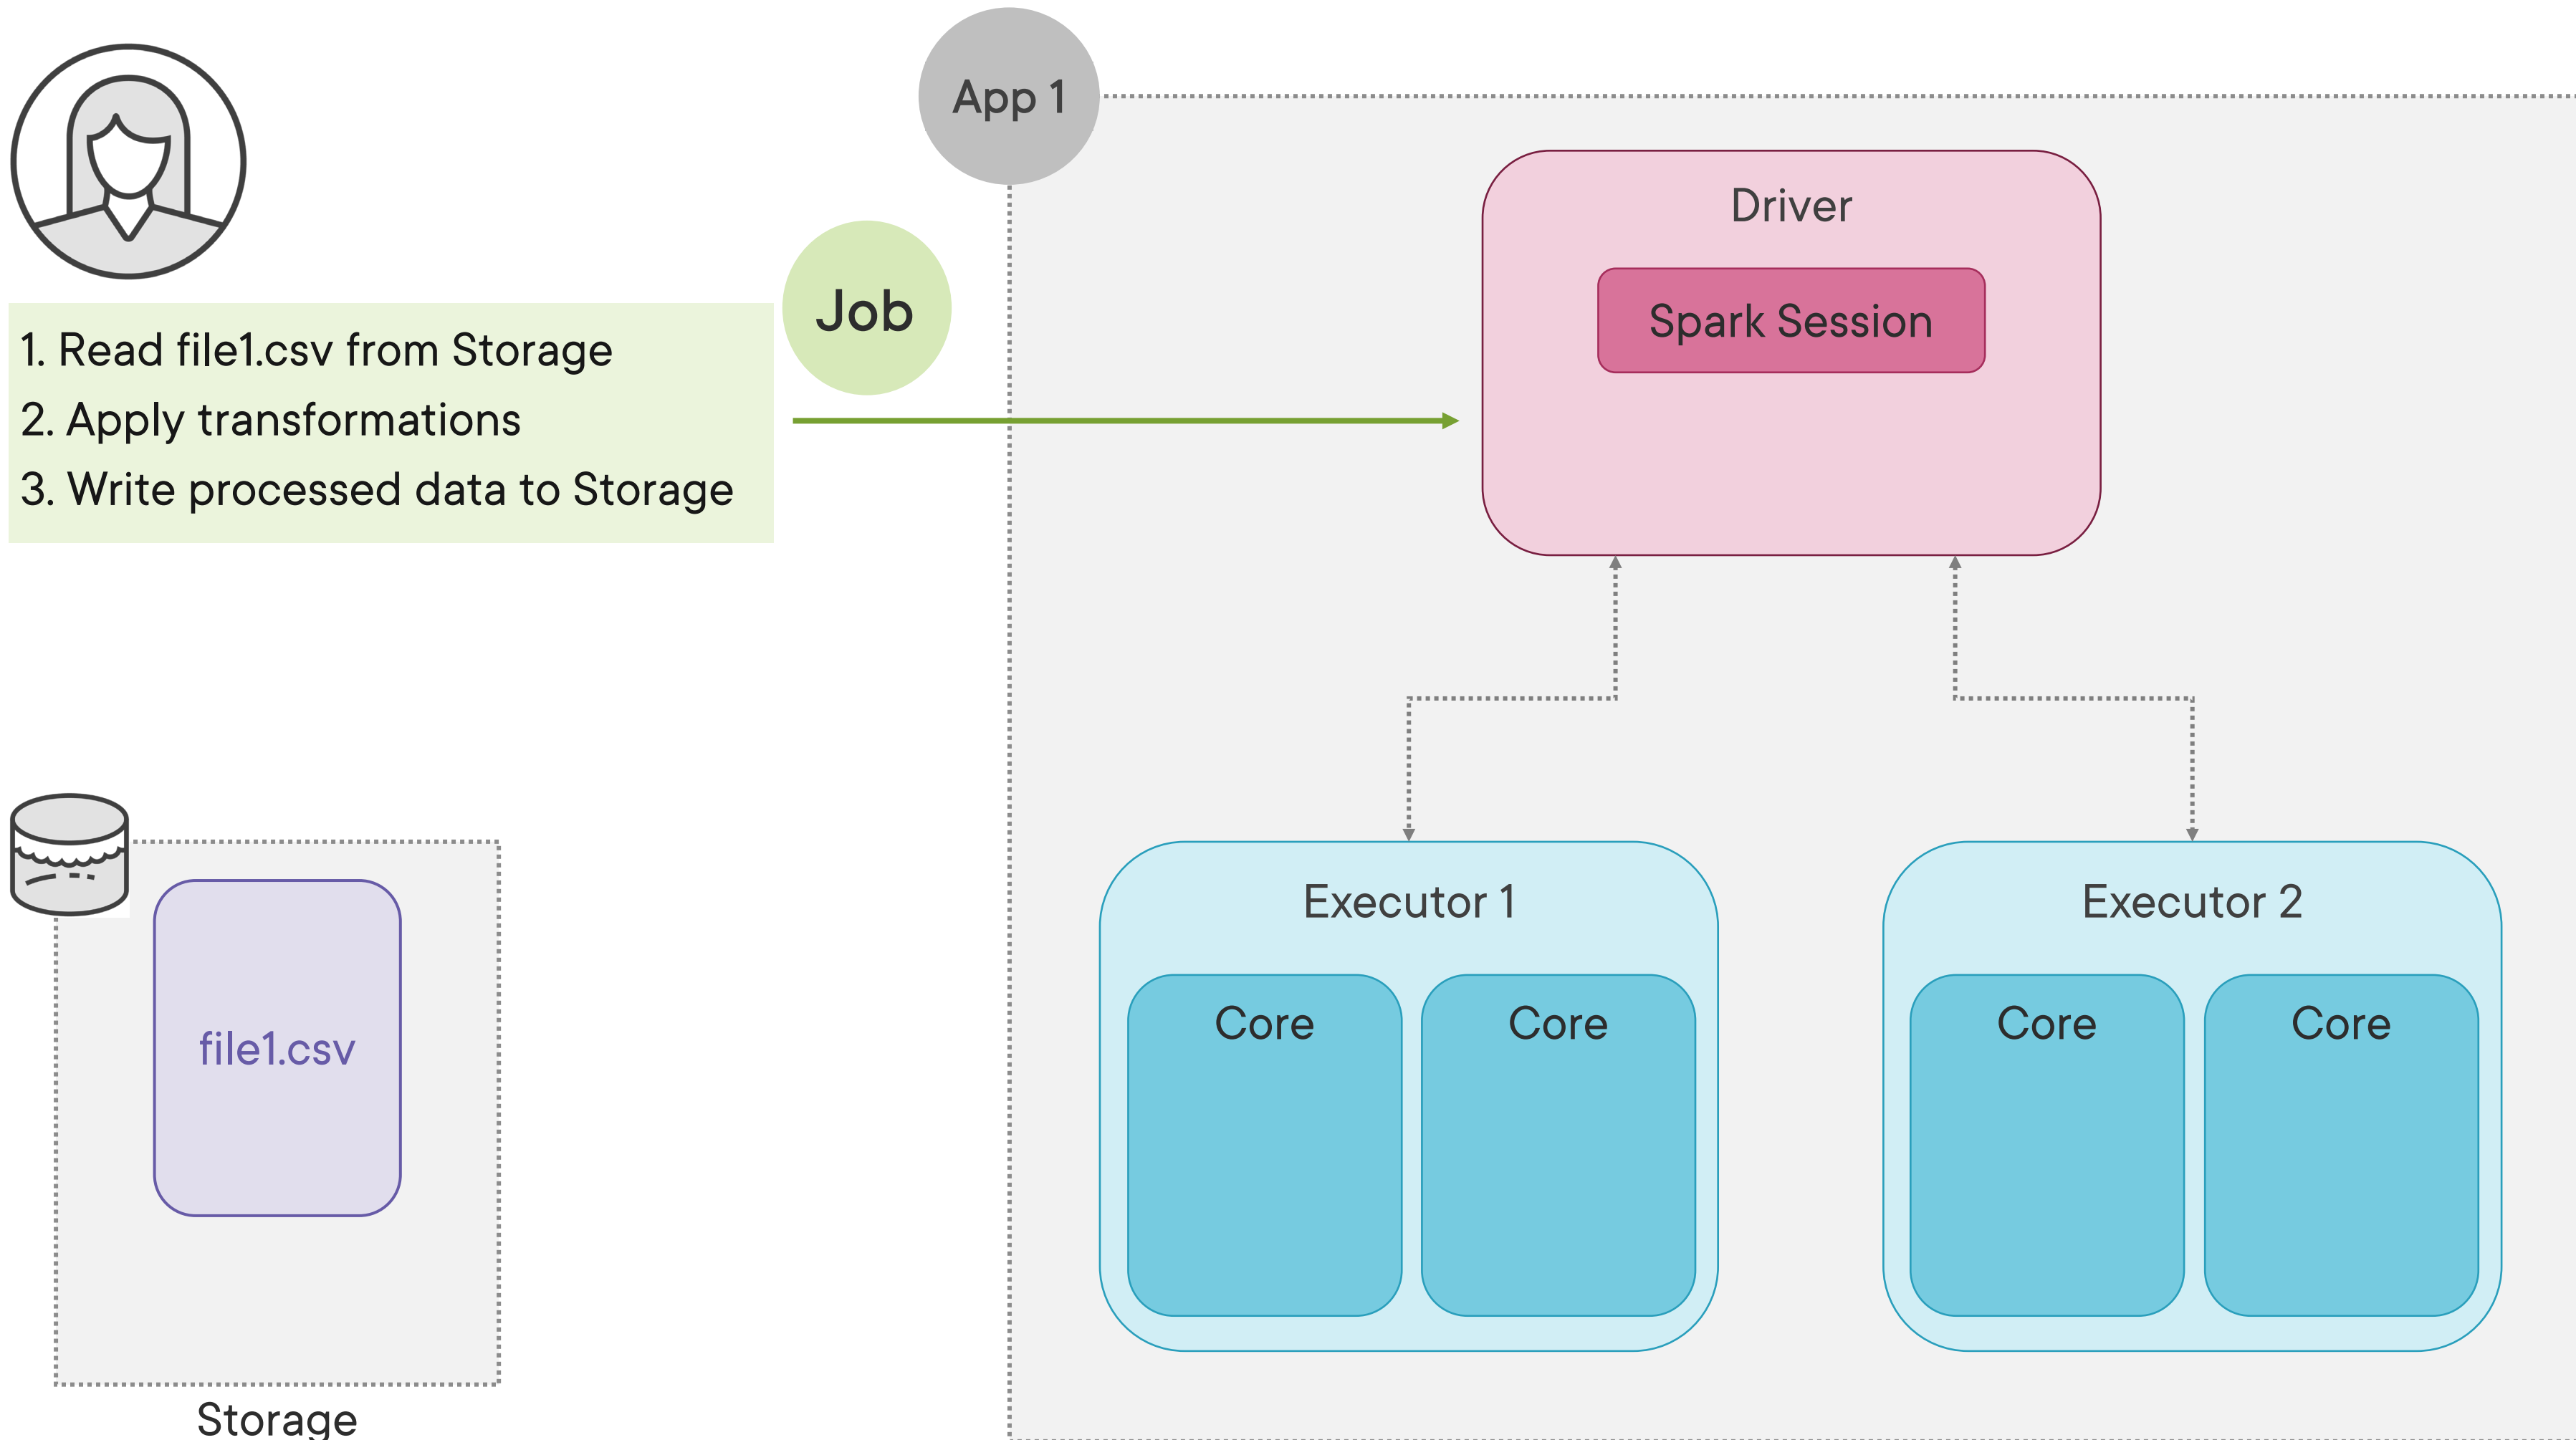 App 1
Driver
Job
Spark Session
1. Read file1.csv from Storage
2. Apply transformations
3. Write processed data to Storage
Executor 1
Executor 2
Core
Core
Core
Core
file1.csv
Storage